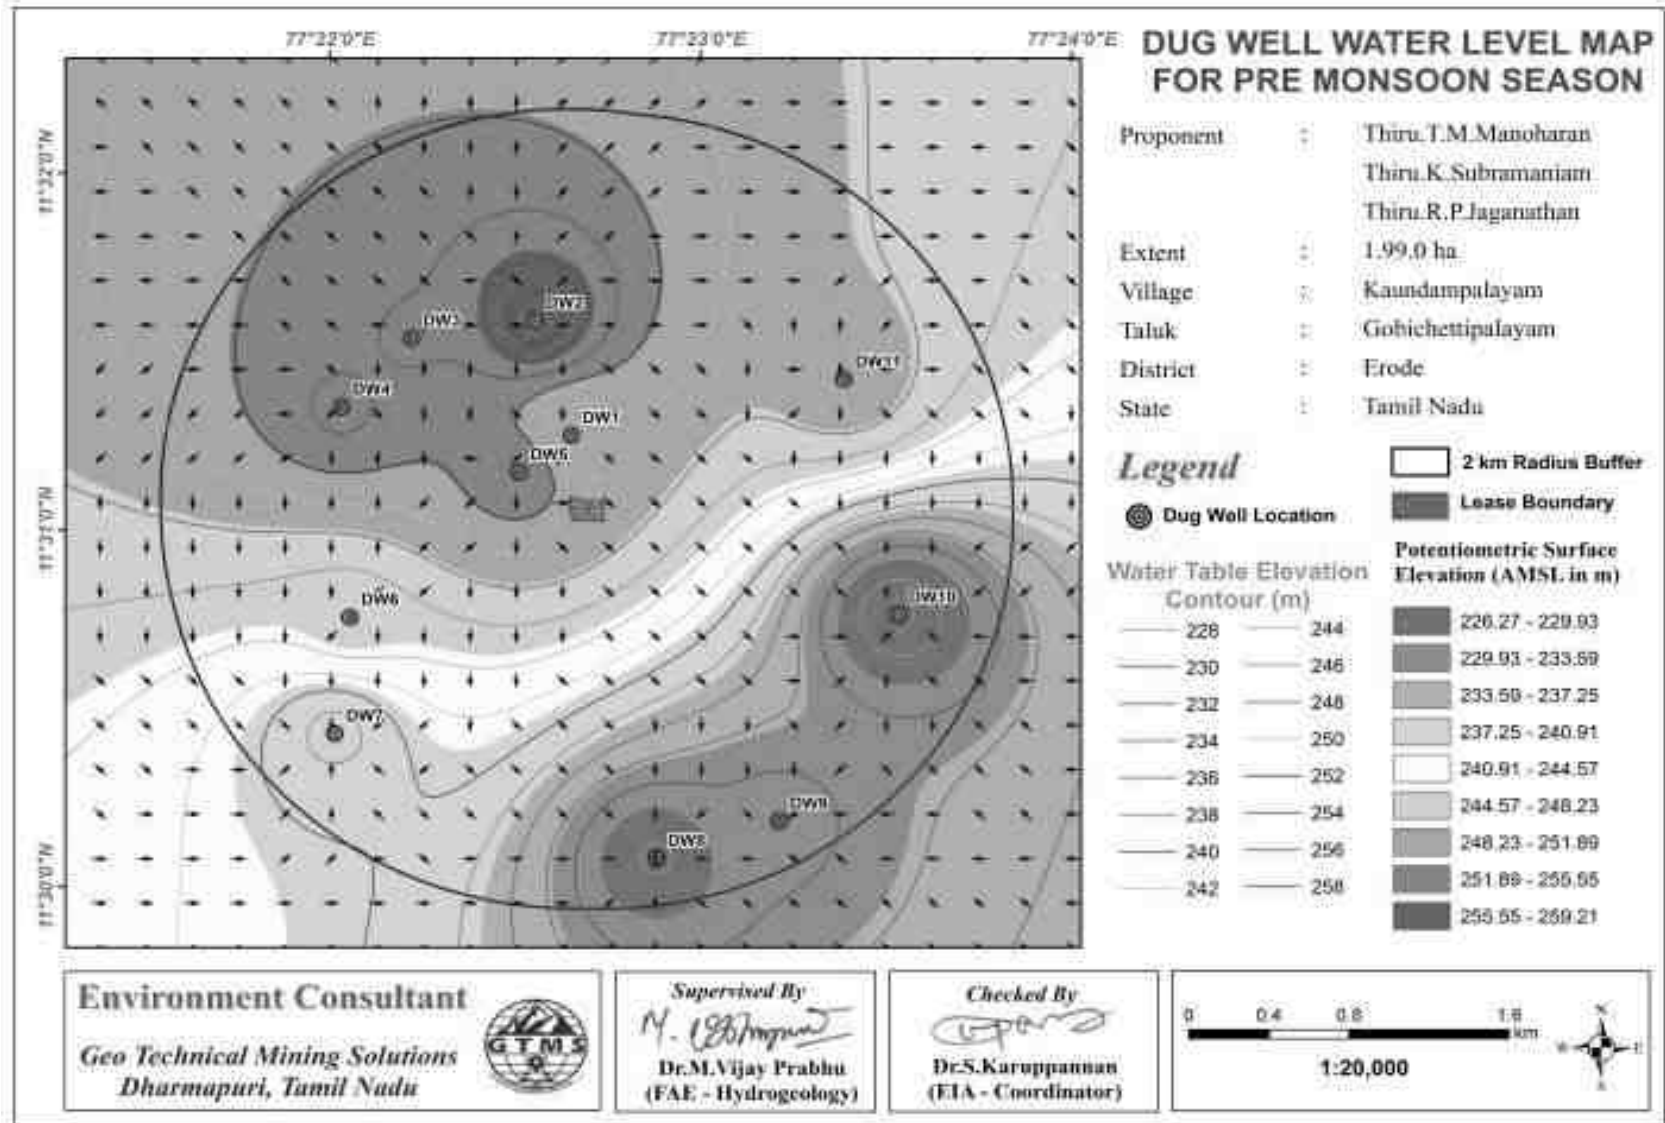 DUG WELL WATER LEVEL MAP
FOR PRE MONSOON SEASON
Proponent : Thiru.T.M.Manoharan
Thiru.K.Subramaniam
Thiru.R.P.Jaganathan
Extent : 1.99.0 ha
Village : Kaundampalayam
Taluk : Gobichettipalayam
District : Erode
State : Tamil Nadu
Legend
Dug Well Location
2 km Radius Buffer
Lease Boundary
Water Table Elevation
Contour (m)
228 244
230 246
232 248
234 250
236 252
238 254
240 256
242 258
Potentiometric Surface
Elevation (AMSL in m)
226.27 - 229.93
229.93 - 233.59
233.59 - 237.25
237.25 - 240.91
240.91 - 244.57
244.57 - 248.23
248.23 - 251.89
251.89 - 255.55
255.55 - 259.21
77°22'0"E 77°23'0"E 77°24'0"E
11°32'0"N
11°31'0"N
11°30'0"N
DW2
DW3
DW11
DW4
DW1
DW5
DW10
DW6
DW7
DW9
DW8
Environment Consultant
Geo Technical Mining Solutions
Dharmapuri, Tamil Nadu
GTMS
Supervised By
Dr.M.Vijay Prabhu
(FAE - Hydrogeology)
Checked By
Dr.S.Karuppannan
(EIA - Coordinator)
0 0.4 0.8 1.6
km
1:20,000
N
W E
S